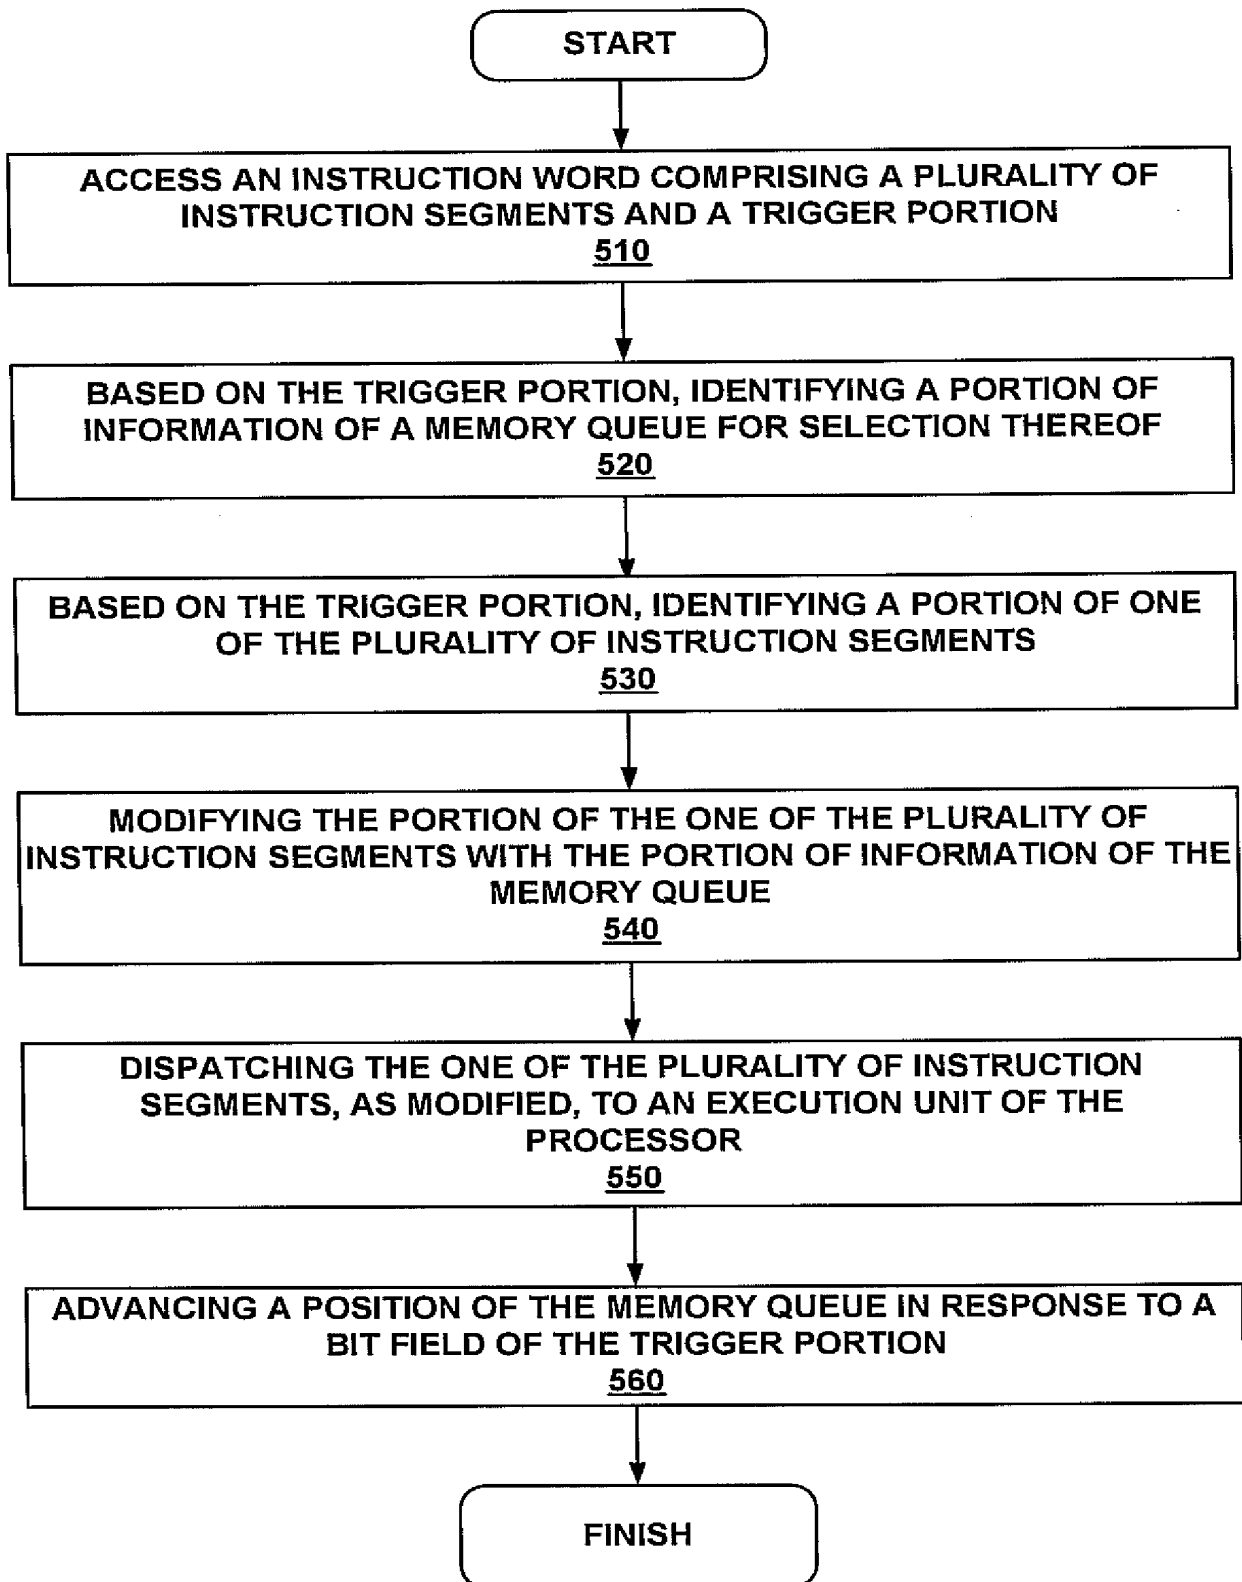 START
ACCESS AN INSTRUCTION WORD COMPRISING A PLURALITY OF
INSTRUCTION SEGMENTS AND A TRIGGER PORTION
510
BASED ON THE TRIGGER PORTION, IDENTIFYING A PORTION OF
INFORMATION OF A MEMORY QUEUE FOR SELECTION THEREOF
520
BASED ON THE TRIGGER PORTION, IDENTIFYING A PORTION OF ONE
OF THE PLURALITY OF INSTRUCTION SEGMENTS
530
MODIFYING THE PORTION OF THE ONE OF THE PLURALITY OF
INSTRUCTION SEGMENTS WITH THE PORTION OF INFORMATION OF THE
MEMORY QUEUE
540
DISPATCHING THE ONE OF THE PLURALITY OF INSTRUCTION
SEGMENTS, AS MODIFIED, TO AN EXECUTION UNIT OF THE
PROCESSOR
550
ADVANCING A POSITION OF THE MEMORY QUEUE IN RESPONSE TO A
BIT FIELD OF THE TRIGGER PORTION
560
FINISH